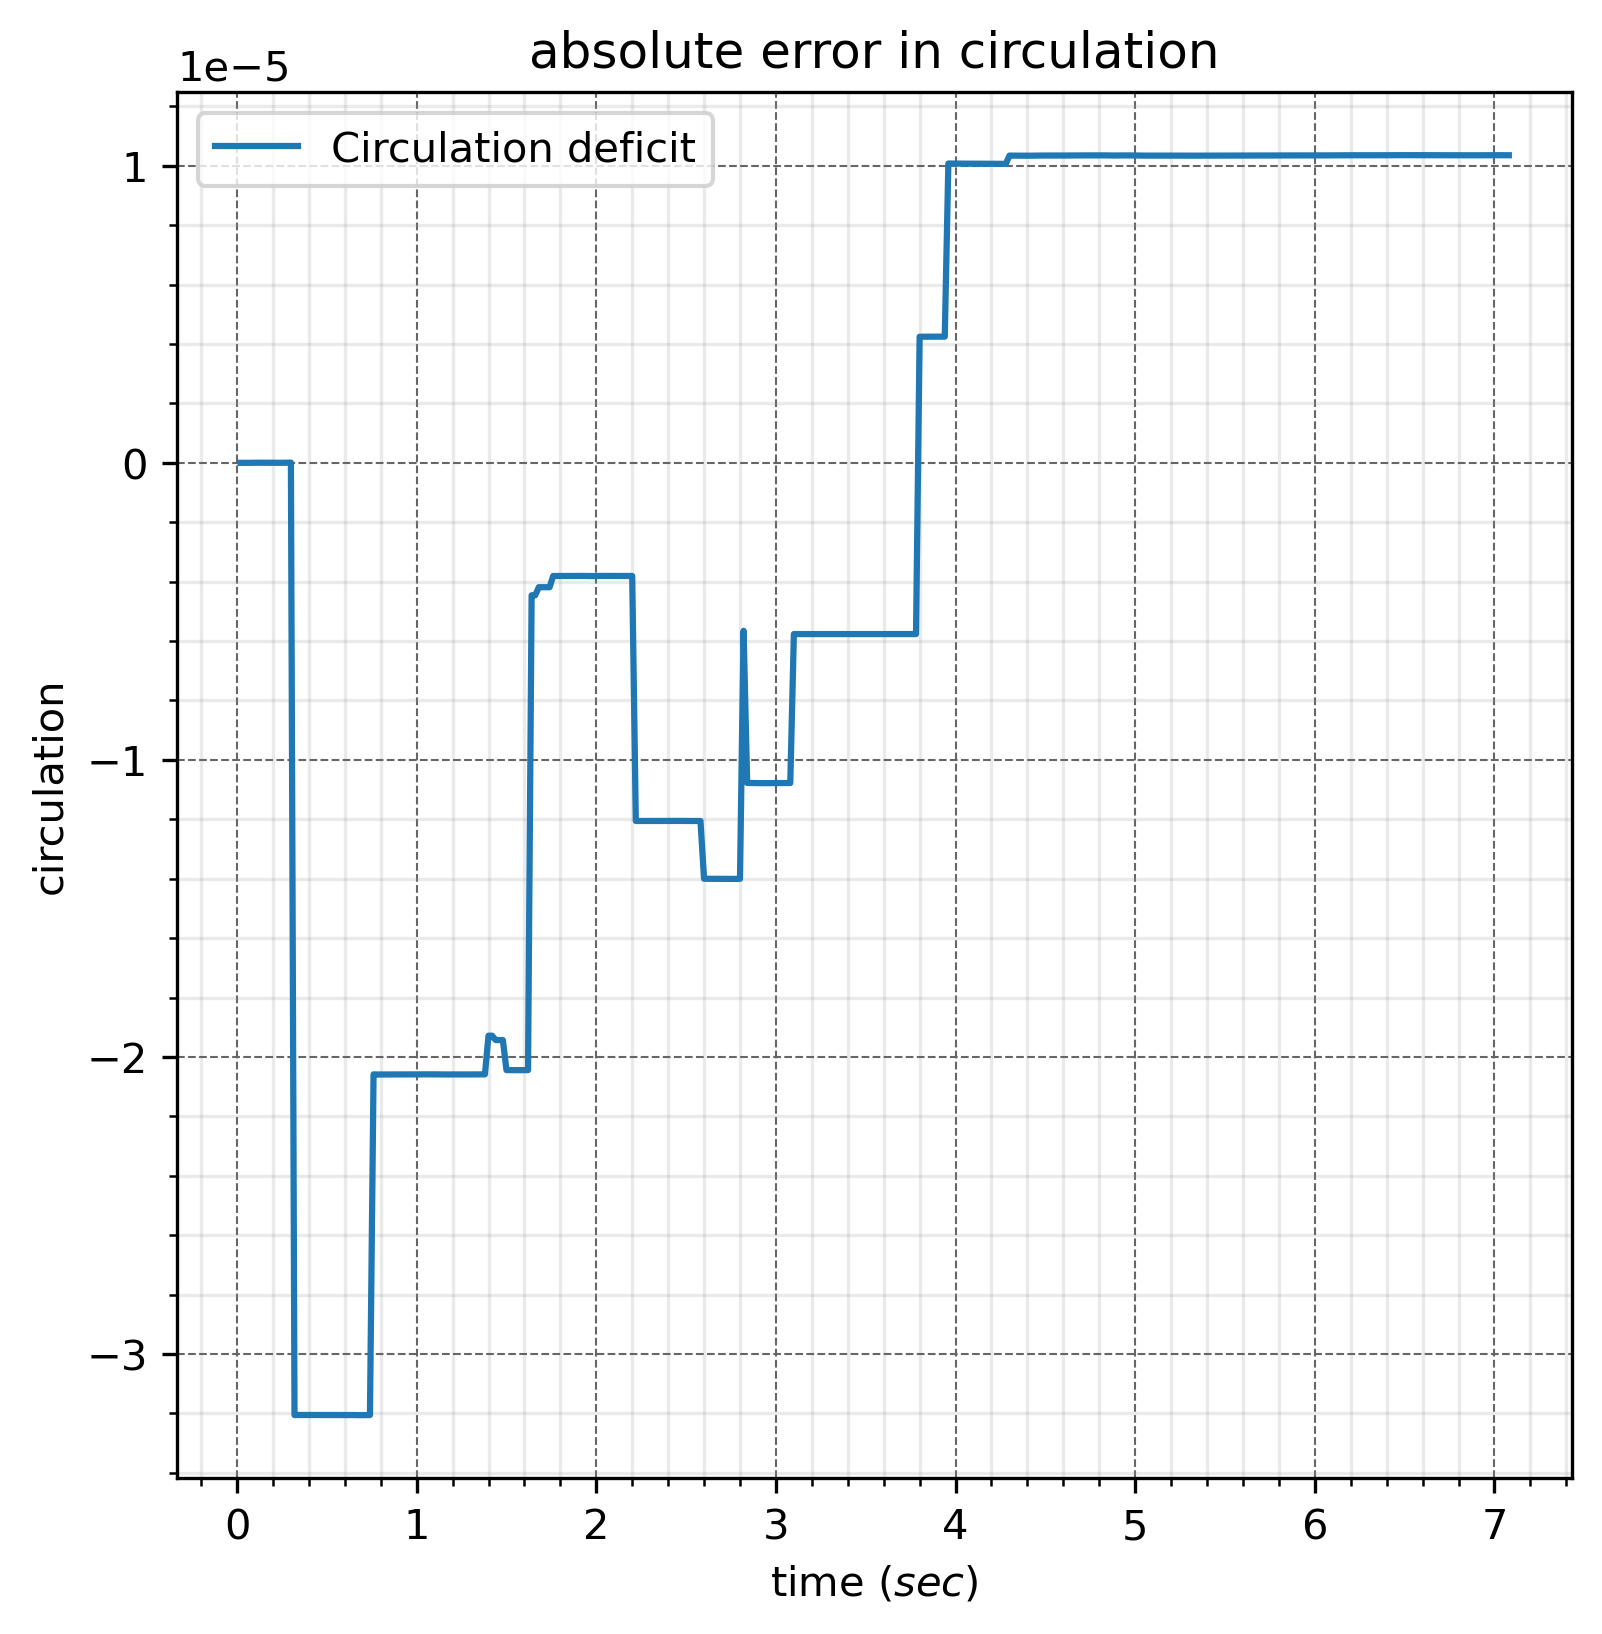 absolute error in circulation
1e−5
Circulation deficit
1
0
−1
−2
−3
circulation
0 1 2 3 4 5 6 7
time (sec)